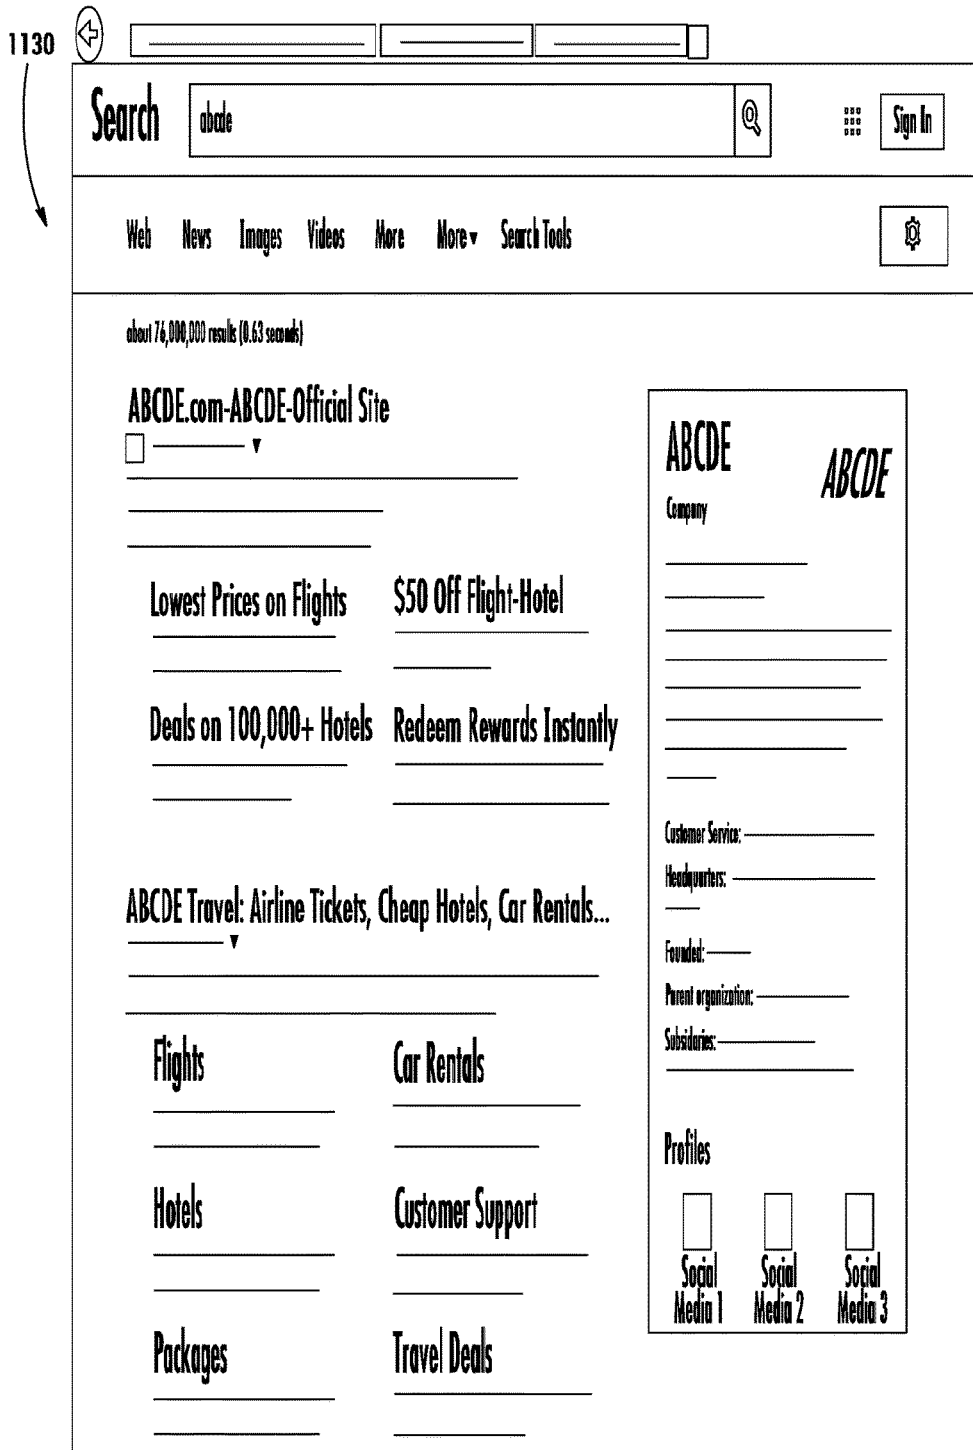 1130
Search
abcde
Sign In
Web News Images Videos More More▾ Search Tools
about 76,000,000 results (0.63 seconds)
ABCDE.com-ABCDE-Official Site
Lowest Prices on Flights
$50 Off Flight-Hotel
Deals on 100,000+ Hotels
Redeem Rewards Instantly
ABCDE Travel: Airline Tickets, Cheap Hotels, Car Rentals...
Flights
Car Rentals
Hotels
Customer Support
Packages
Travel Deals
ABCDE
ABCDE
Company
Customer Service:
Headquarters:
Founded:
Parent organization:
Subsidaries:
Profiles
Social
Media 1
Social
Media 2
Social
Media 3